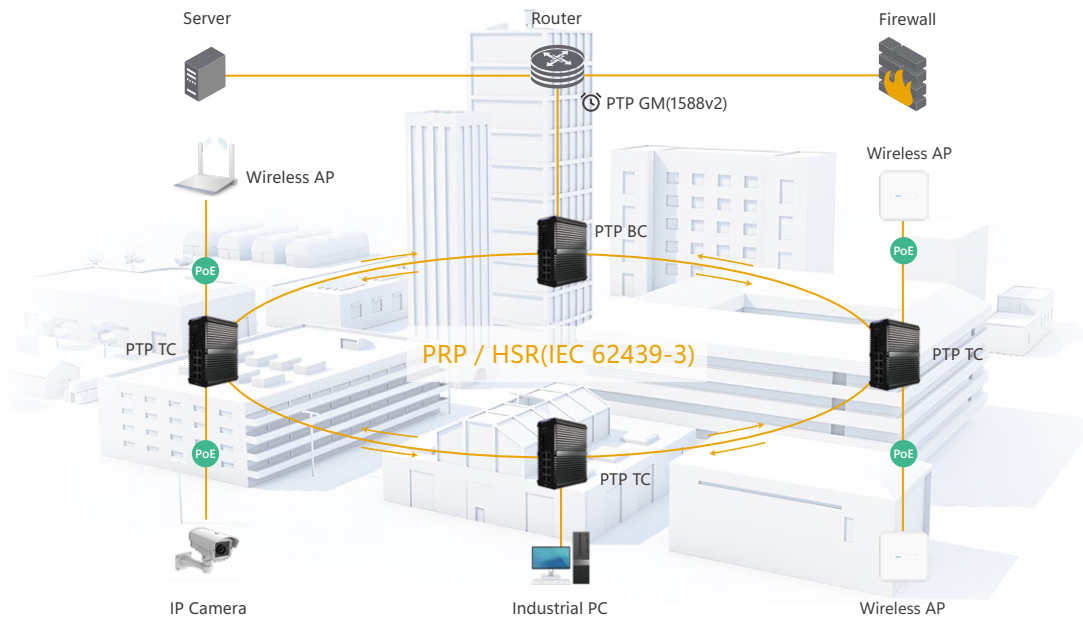 Server
Router
Firewall
PTP GM(1588v2)
Wireless AP
Wireless AP
PTP BC
PoE
PoE
PTP TC
PRP / HSR(IEC 62439-3)
PTP TC
PoE
PoE
PTP TC
IP Camera
Industrial PC
Wireless AP